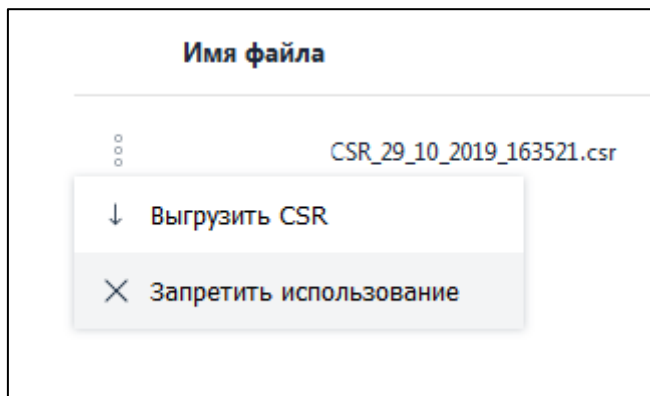 Имя файла
CSR_29_10_2019_163521.csr
Выгрузить CSR
Запретить использование